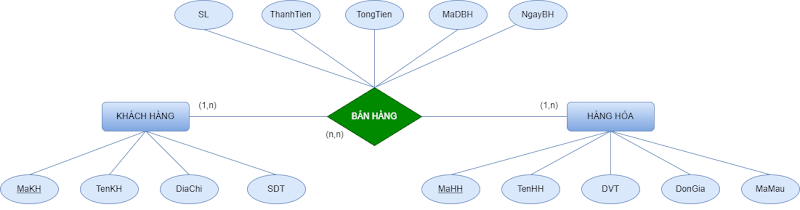 SL
ThanhTien
TongTien
MaDBH
NgayBH
(1,n)
(1,n)
KHÁCH HÀNG
BÁN HÀNG
HÀNG HÓA
(n,n)
MaKH
TenKH
DiaChi
SDT
MaHH
TenHH
DVT
DonGia
MaMau